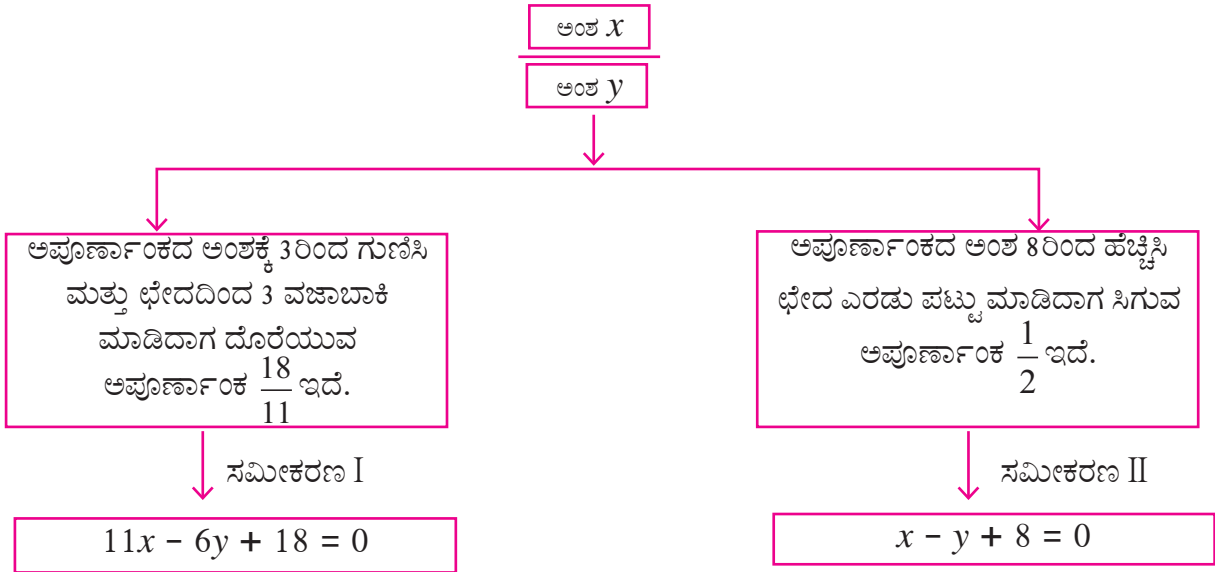 ಅಂಶ x
ಅಂಶ y
ಅಪೂರ್ಣಾಂಕದ ಅಂಶಕ್ಕೆ 3ರಿಂದ ಗುಣಿಸಿ
ಮತ್ತು ಛೇದದಿಂದ 3 ವಜಾಬಾಕಿ
ಮಾಡಿದಾಗ ದೊರೆಯುವ
ಅಪೂರ್ಣಾಂಕ 18/11 ಇದೆ.
ಸಮೀಕರಣ I
11x − 6y + 18 = 0
ಅಪೂರ್ಣಾಂಕದ ಅಂಶ 8ರಿಂದ ಹೆಚ್ಚಿಸಿ
ಛೇದ ಎರಡು ಪಟ್ಟು ಮಾಡಿದಾಗ ಸಿಗುವ
ಅಪೂರ್ಣಾಂಕ 1/2 ಇದೆ.
ಸಮೀಕರಣ II
x − y + 8 = 0